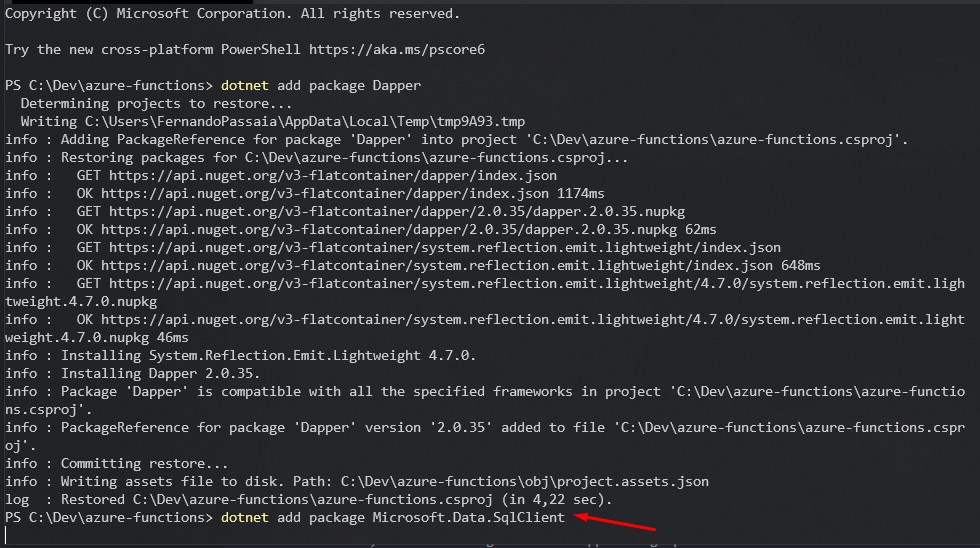 Copyright (C) Microsoft Corporation. All rights reserved.
Try the new cross-platform PowerShell https://aka.ms/pscore6
PS C:\Dev\azure-functions> dotnet add package Dapper
  Determining projects to restore...
  Writing C:\Users\FernandoPassaia\AppData\Local\Temp\tmp9A93.tmp
info : Adding PackageReference for package 'Dapper' into project 'C:\Dev\azure-functions\azure-functions.csproj'.
info : Restoring packages for C:\Dev\azure-functions\azure-functions.csproj...
info :   GET https://api.nuget.org/v3-flatcontainer/dapper/index.json
info :   OK https://api.nuget.org/v3-flatcontainer/dapper/index.json 1174ms
info :   GET https://api.nuget.org/v3-flatcontainer/dapper/2.0.35/dapper.2.0.35.nupkg
info :   OK https://api.nuget.org/v3-flatcontainer/dapper/2.0.35/dapper.2.0.35.nupkg 62ms
info :   GET https://api.nuget.org/v3-flatcontainer/system.reflection.emit.lightweight/index.json
info :   OK https://api.nuget.org/v3-flatcontainer/system.reflection.emit.lightweight/index.json 648ms
info :   GET https://api.nuget.org/v3-flatcontainer/system.reflection.emit.lightweight/4.7.0/system.reflection.emit.ligh
tweight.4.7.0.nupkg
info :   OK https://api.nuget.org/v3-flatcontainer/system.reflection.emit.lightweight/4.7.0/system.reflection.emit.light
weight.4.7.0.nupkg 46ms
info : Installing System.Reflection.Emit.Lightweight 4.7.0.
info : Installing Dapper 2.0.35.
info : Package 'Dapper' is compatible with all the specified frameworks in project 'C:\Dev\azure-functions\azure-functio
ns.csproj'.
info : PackageReference for package 'Dapper' version '2.0.35' added to file 'C:\Dev\azure-functions\azure-functions.cspr
oj'.
info : Committing restore...
info : Writing assets file to disk. Path: C:\Dev\azure-functions\obj\project.assets.json
log  : Restored C:\Dev\azure-functions\azure-functions.csproj (in 4,22 sec).
PS C:\Dev\azure-functions> dotnet add package Microsoft.Data.SqlClient